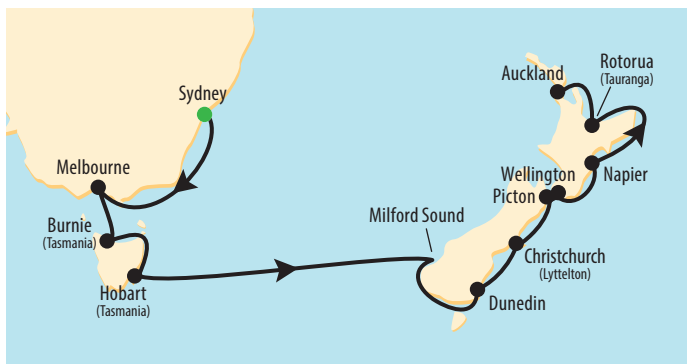 Sydney
Melbourne
Burnie
(Tasmania)
Hobart
(Tasmania)
Milford Sound
Dunedin
Christchurch
(Lyttelton)
Picton
Wellington
Napier
Rotorua
(Tauranga)
Auckland